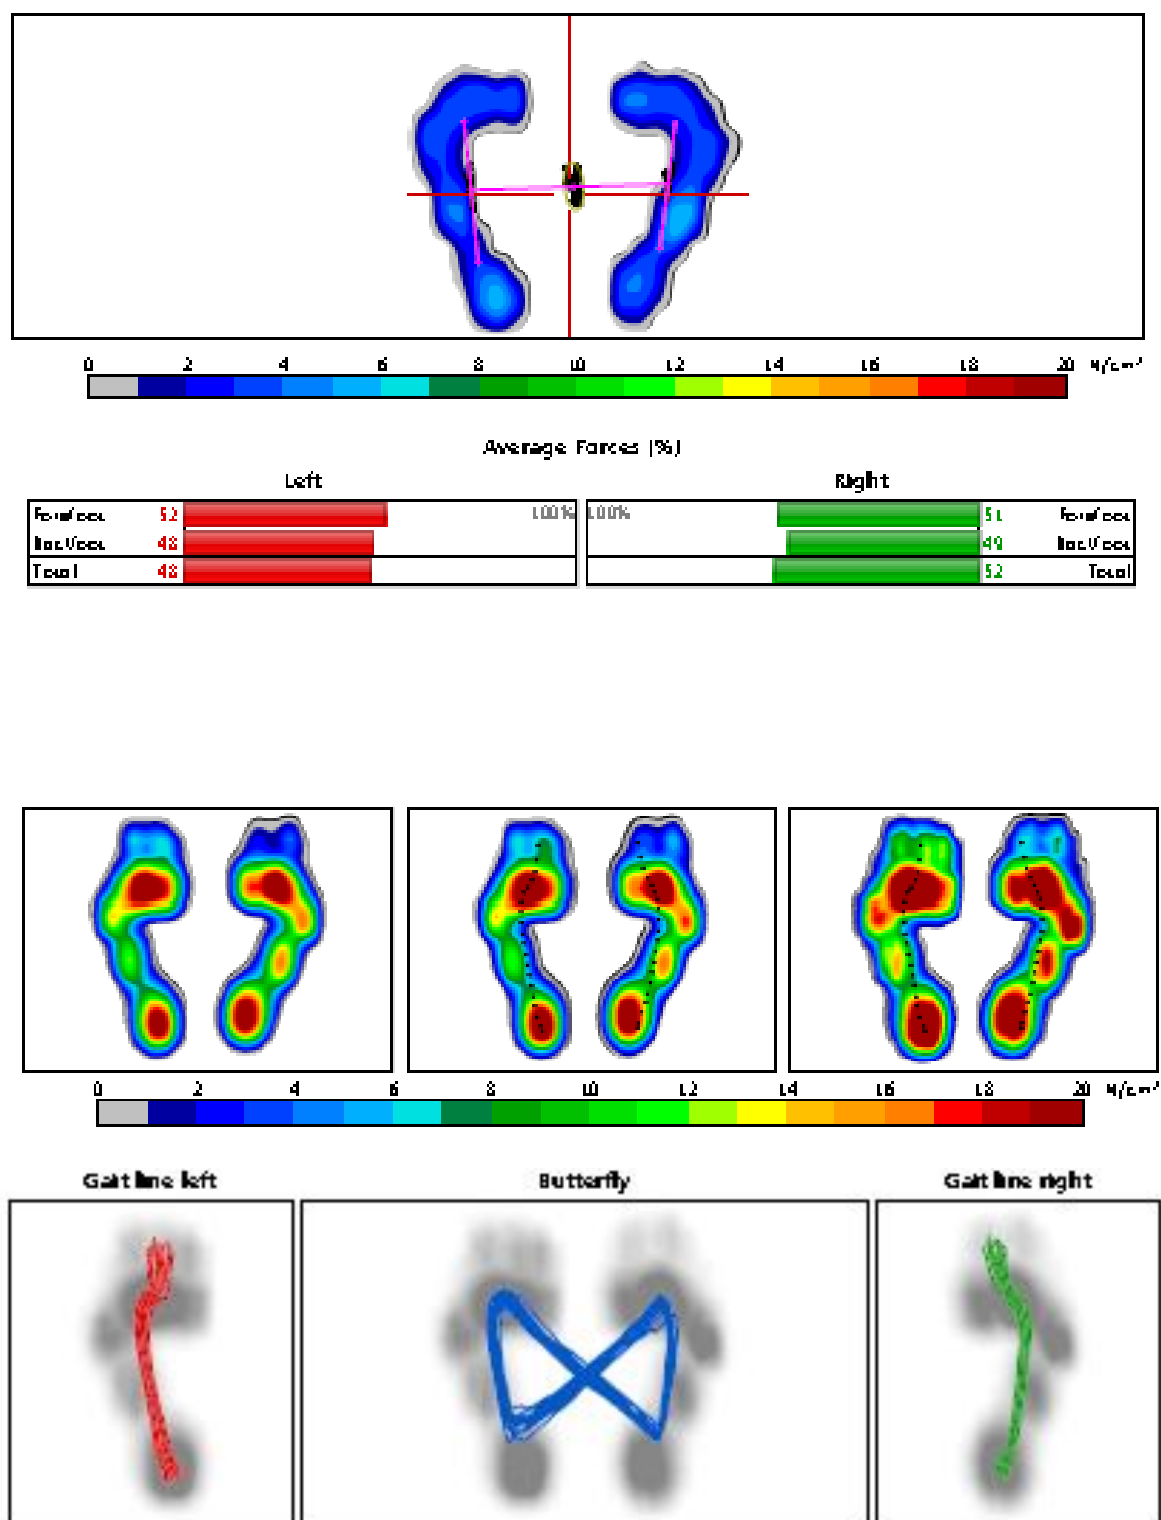 0 2 4 6 8 10 12 14 16 18 20 N/cm²
Average Forces (%)
Left Right
Forefoot 52 100% 100% 51 Forefoot
Backfoot 48 49 Backfoot
Total 48 52 Total
0 2 4 6 8 10 12 14 16 18 20 N/cm²
Gait line left Butterfly Gait line right